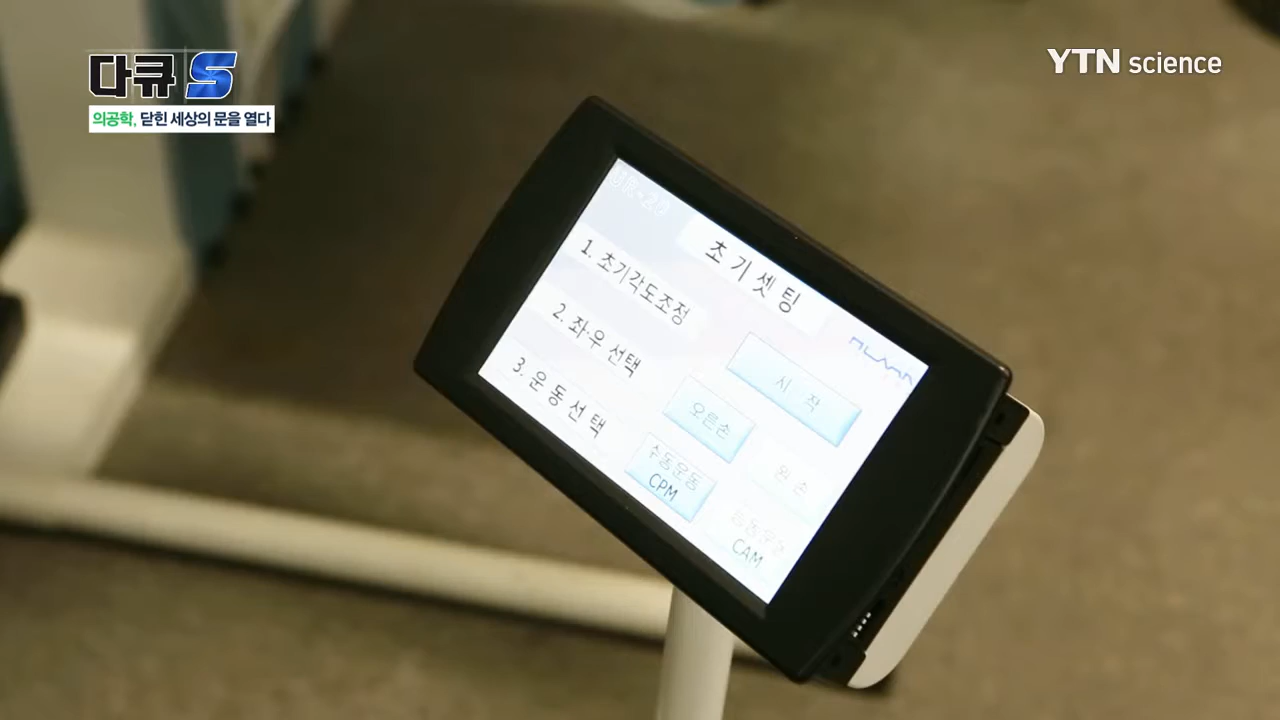 다큐 S
의공학, 닫힌 세상의 문을 열다
YTN science
초기셋팅
1. 초기각도조정
시 작
2. 좌·우 선택
오른손
왼 손
3. 운동선택
수동운동
CPM
CAM